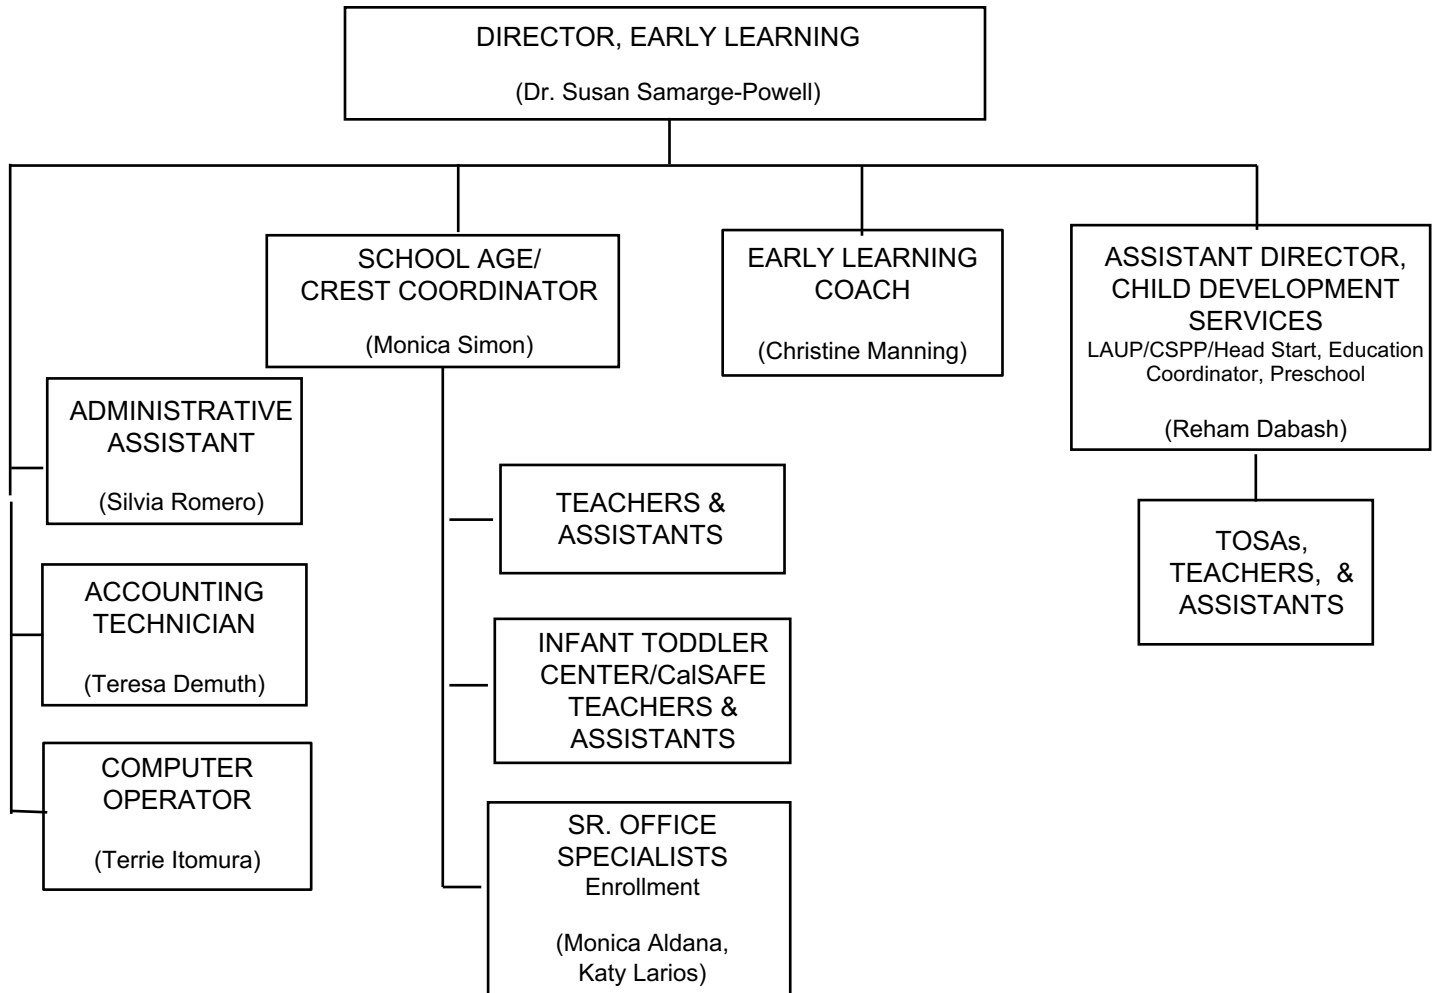 DIRECTOR, EARLY LEARNING
(Dr. Susan Samarge-Powell)
SCHOOL AGE/
CREST COORDINATOR
(Monica Simon)
EARLY LEARNING
COACH
(Christine Manning)
ASSISTANT DIRECTOR,
CHILD DEVELOPMENT
SERVICES
LAUP/CSPP/Head Start, Education
Coordinator, Preschool
(Reham Dabash)
ADMINISTRATIVE
ASSISTANT
(Silvia Romero)
TEACHERS &
ASSISTANTS
TOSAs,
TEACHERS, &
ASSISTANTS
ACCOUNTING
TECHNICIAN
(Teresa Demuth)
INFANT TODDLER
CENTER/CalSAFE
TEACHERS &
ASSISTANTS
COMPUTER
OPERATOR
(Terrie Itomura)
SR. OFFICE
SPECIALISTS
Enrollment
(Monica Aldana,
Katy Larios)